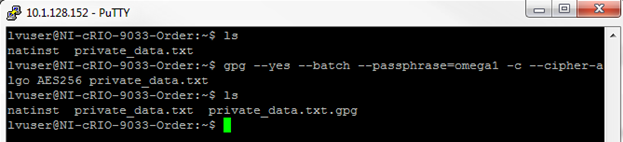 10.1.128.152 - PuTTY
lvuser@NI-cRIO-9033-Order:~$ ls
natinst  private_data.txt
lvuser@NI-cRIO-9033-Order:~$ gpg --yes --batch --passphrase=omega1 -c --cipher-a
lgo AES256 private_data.txt
lvuser@NI-cRIO-9033-Order:~$ ls
natinst  private_data.txt  private_data.txt.gpg
lvuser@NI-cRIO-9033-Order:~$